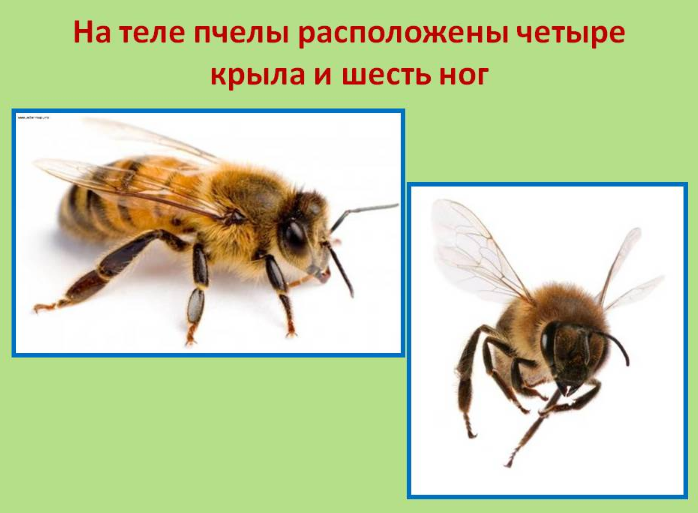 На теле пчелы расположены четыре
крыла и шесть ног